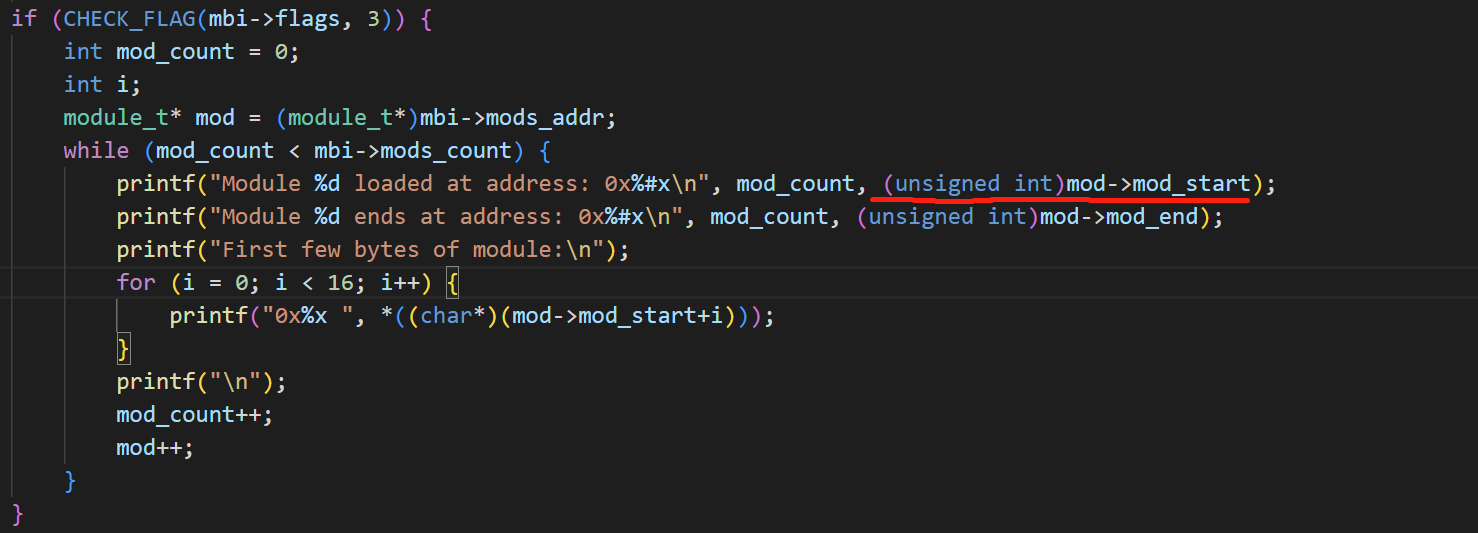 if (CHECK_FLAG(mbi->flags, 3)) {
    int mod_count = 0;
    int i;
    module_t* mod = (module_t*)mbi->mods_addr;
    while (mod_count < mbi->mods_count) {
        printf("Module %d loaded at address: 0x%#x\n", mod_count, (unsigned int)mod->mod_start);
        printf("Module %d ends at address: 0x%#x\n", mod_count, (unsigned int)mod->mod_end);
        printf("First few bytes of module:\n");
        for (i = 0; i < 16; i++) {
            printf("0x%x ", *((char*)(mod->mod_start+i)));
        }
        printf("\n");
        mod_count++;
        mod++;
    }
}